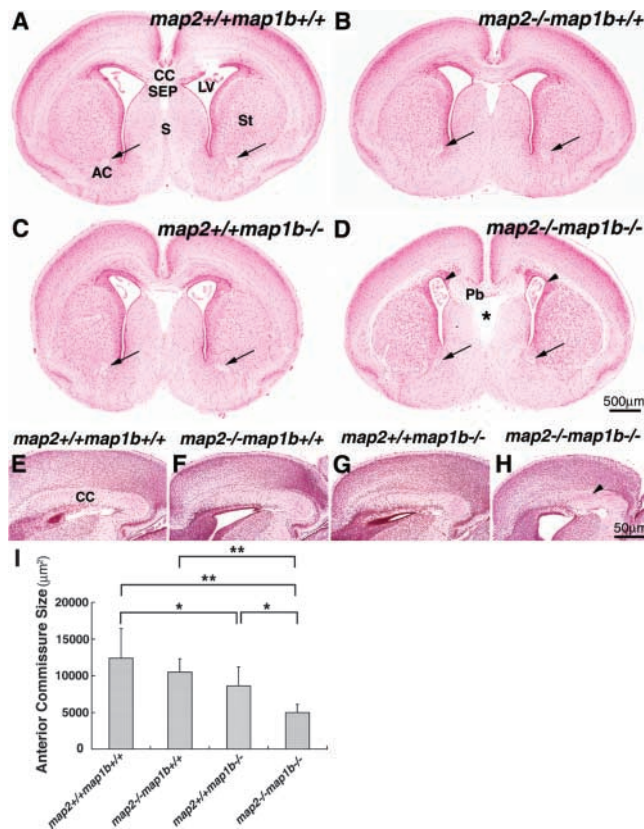 A map2+/+map1b+/+
B map2-/-map1b+/+
CC
SEP
LV
S
St
AC
C map2+/+map1b-/-
D map2-/-map1b-/-
Pb
*
500µm
map2+/+map1b+/+ map2-/-map1b+/+ map2+/+map1b-/- map2-/-map1b-/-
E F G H
CC
50µm
I
**
**
* *
Anterior Commissure Size (µm²)
20000
15000
10000
5000
0
map2+/+map1b+/+
map2-/-map1b+/+
map2+/+map1b-/-
map2-/-map1b-/-